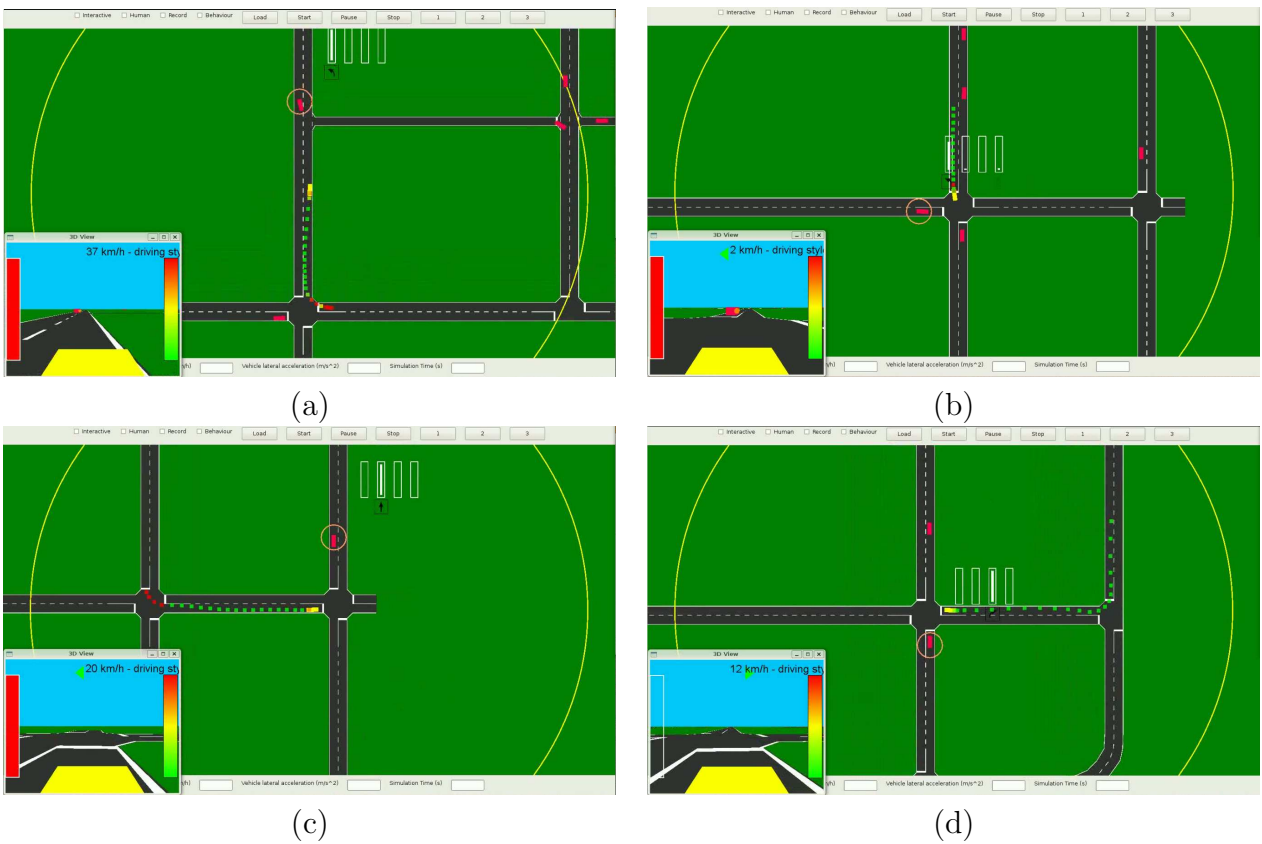 Interactive Human Record Behaviour Load Start Pause Stop 1 2 3
3D View
37 km/h - driving sty
/h) Vehicle lateral acceleration (m/s^2) Simulation Time (s)
(a)
Interactive Human Record Behaviour Load Start Pause Stop 1 2 3
3D View
2 km/h - driving style
/h) Vehicle lateral acceleration (m/s^2) Simulation Time (s)
(b)
Interactive Human Record Behaviour Load Start Pause Stop 1 2 3
3D View
20 km/h - driving sty
/h) Vehicle lateral acceleration (m/s^2) Simulation Time (s)
(c)
Interactive Human Record Behaviour Load Start Pause Stop 1 2 3
3D View
12 km/h - driving style
/h) Vehicle lateral acceleration (m/s^2) Simulation Time (s)
(d)